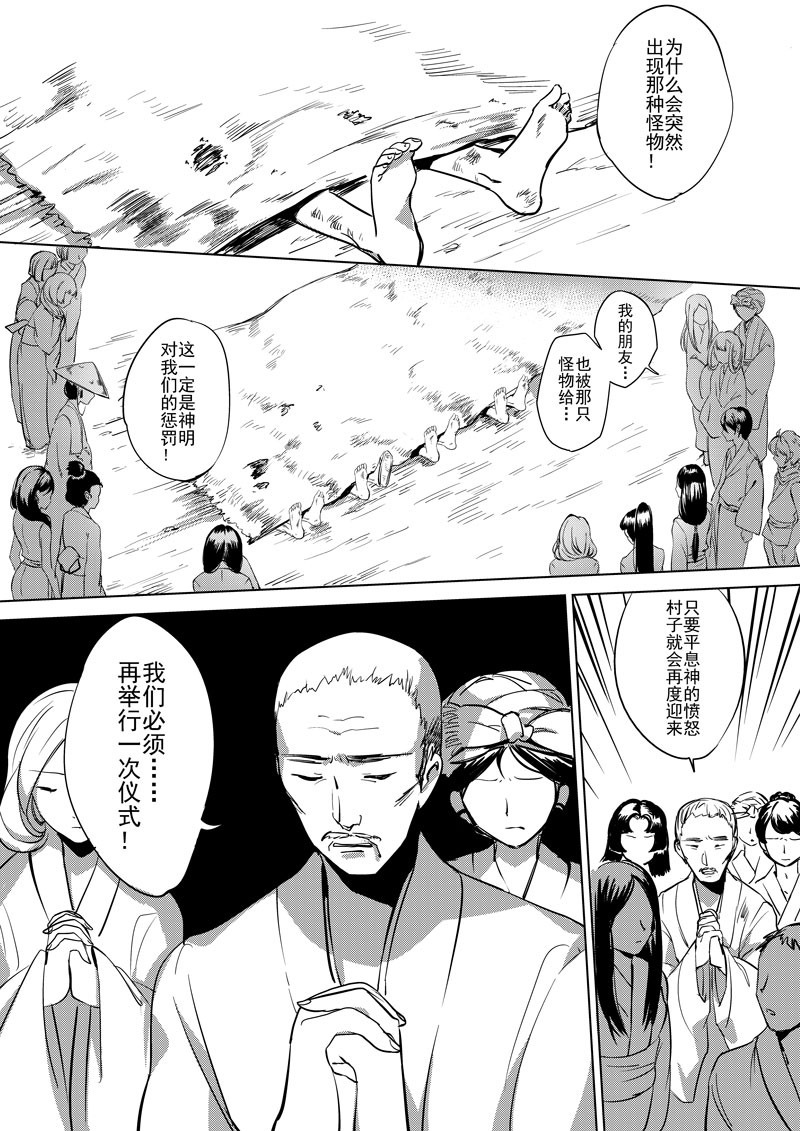 为什么会突然
出现那种怪物！
我的朋友…
也被那只
怪物给…
这一定是神明
对我们的惩罚！
只要平息神的愤怒
村子就会再度迎来
我们必须……
再举行一次仪式！